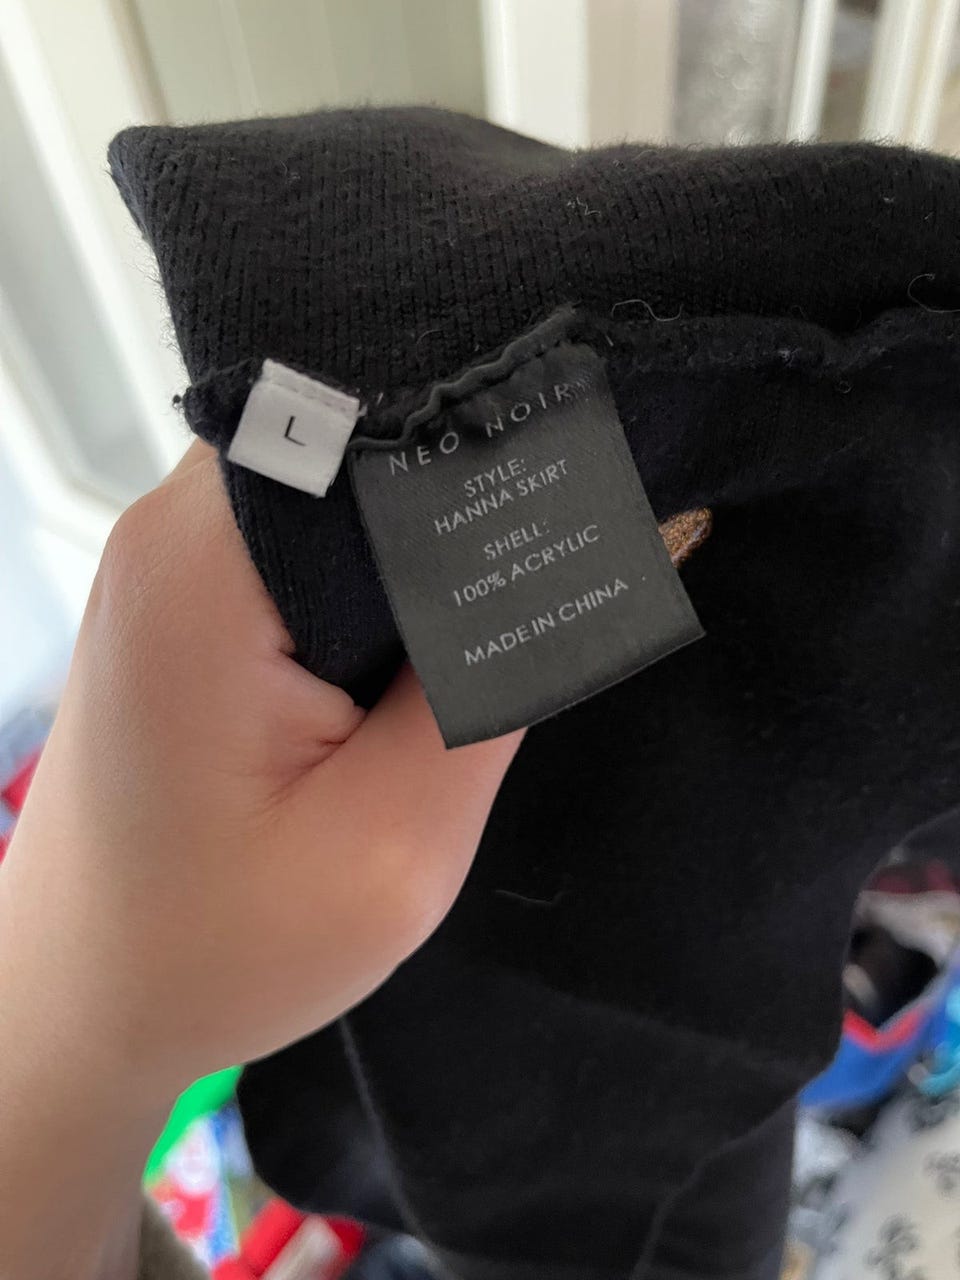 L
NEO NOIR
STYLE:
HANNA SKIRT
SHELL:
100% ACRYLIC
MADE IN CHINA